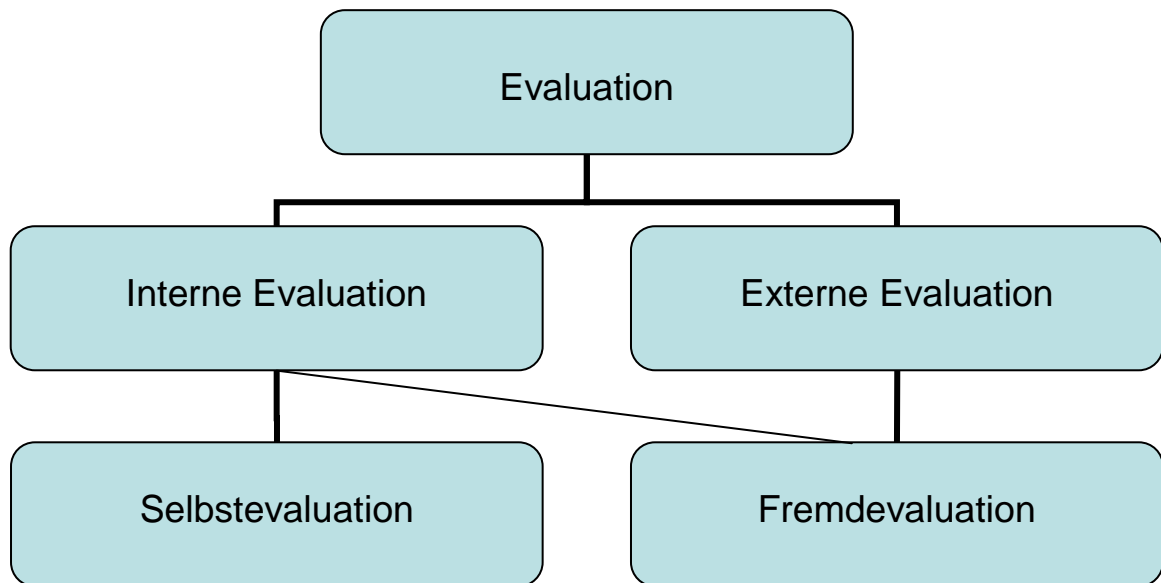 Evaluation
Interne Evaluation
Externe Evaluation
Selbstevaluation
Fremdevaluation